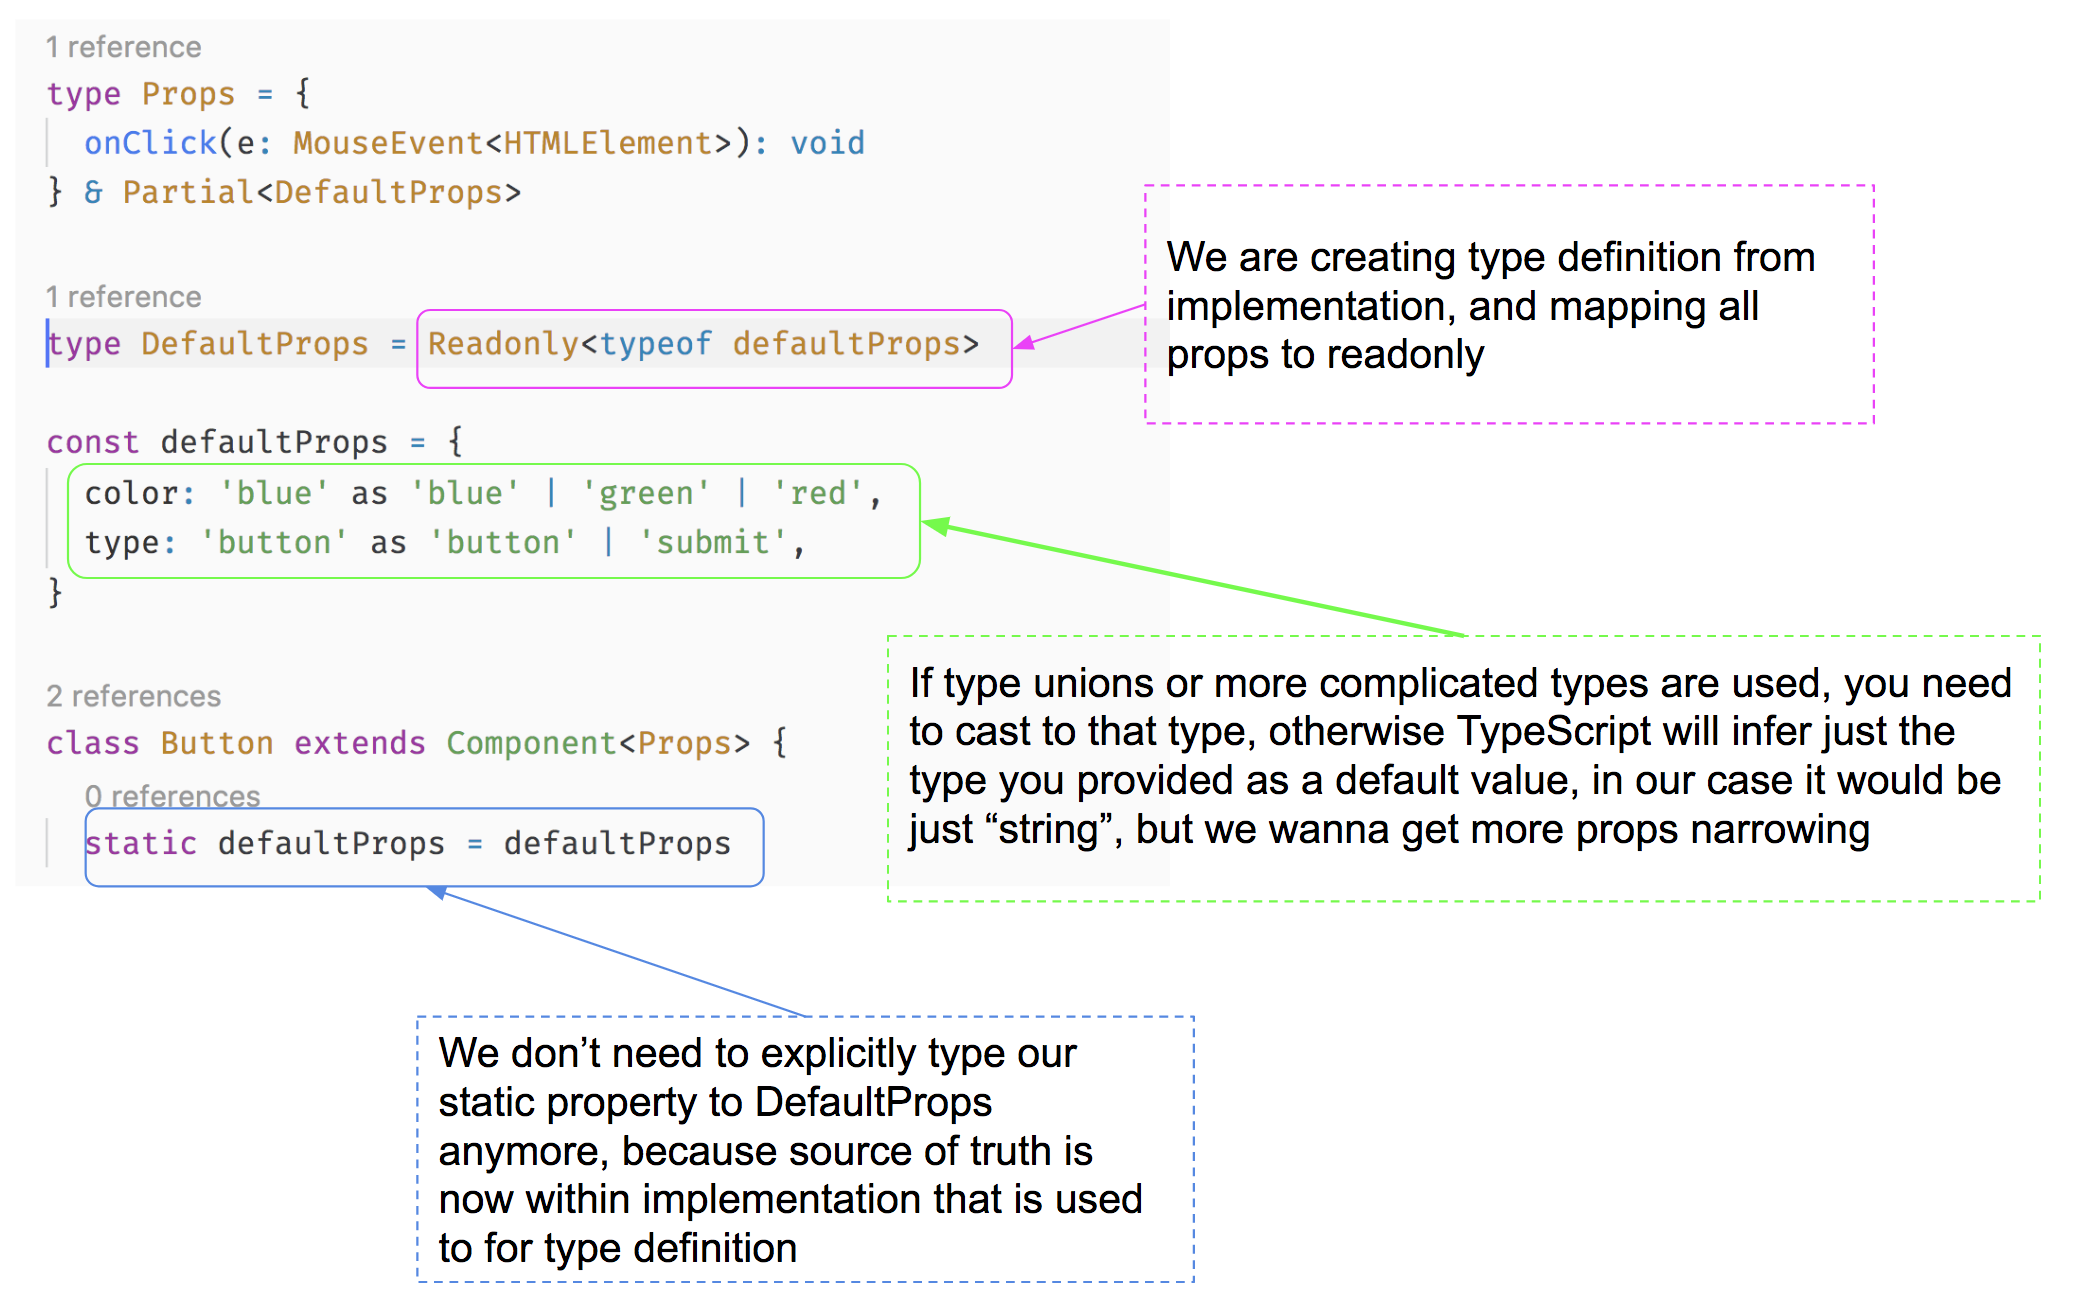 1 reference
type Props = {
onClick(e: MouseEvent<HTMLElement>): void
} & Partial<DefaultProps>
1 reference
type DefaultProps = Readonly<typeof defaultProps>
const defaultProps = {
color: 'blue' as 'blue' | 'green' | 'red',
type: 'button' as 'button' | 'submit',
}
2 references
class Button extends Component<Props> {
0 references
static defaultProps = defaultProps
We are creating type definition from
implementation, and mapping all
props to readonly
If type unions or more complicated types are used, you need
to cast to that type, otherwise TypeScript will infer just the
type you provided as a default value, in our case it would be
just “string”, but we wanna get more props narrowing
We don’t need to explicitly type our
static property to DefaultProps
anymore, because source of truth is
now within implementation that is used
to for type definition